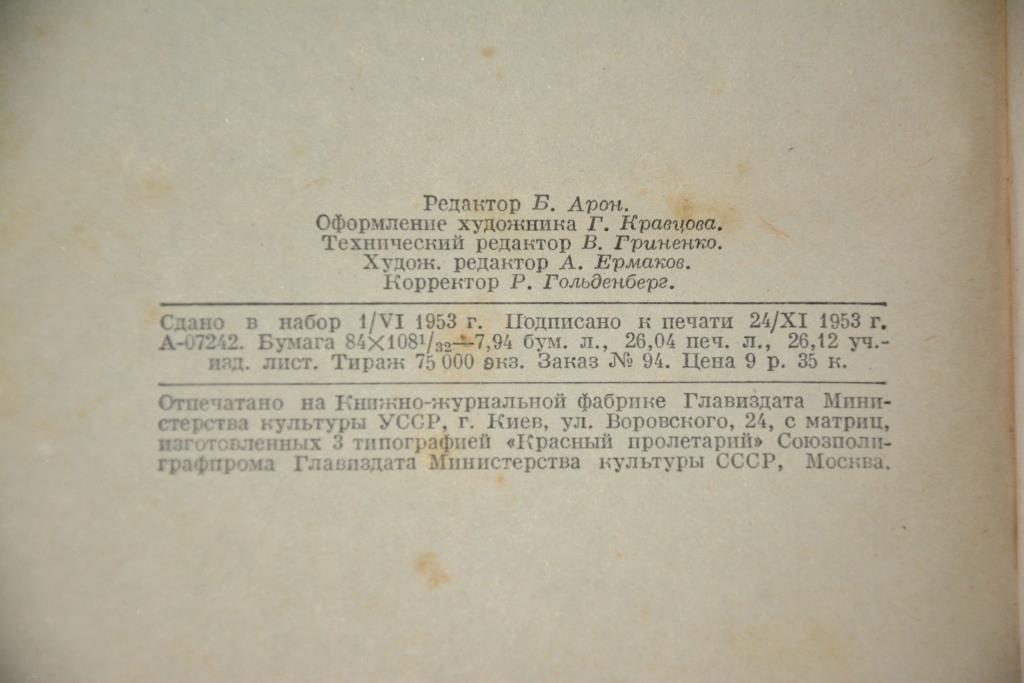 Редактор Б. Арон.
Оформление художника Г. Кравцова.
Технический редактор В. Гриненко.
Худож. редактор А. Ермаков.
Корректор Р. Гольденберг.
Сдано в набор 1/VI 1953 г. Подписано к печати 24/XI 1953 г.
А-07242. Бумага 84×108¹/₃₂—7,94 бум. л., 26,04 печ. л., 26,12 уч.-
изд. лист. Тираж 75 000 экз. Заказ № 94. Цена 9 р. 35 к.
Отпечатано на Книжно-журнальной фабрике Главиздата Мини-
стерства культуры УССР, г. Киев, ул. Воровского, 24, с матриц,
изготовленных 3 типографией «Красный пролетарий» Союзполи-
графпрома Главиздата Министерства культуры СССР, Москва.